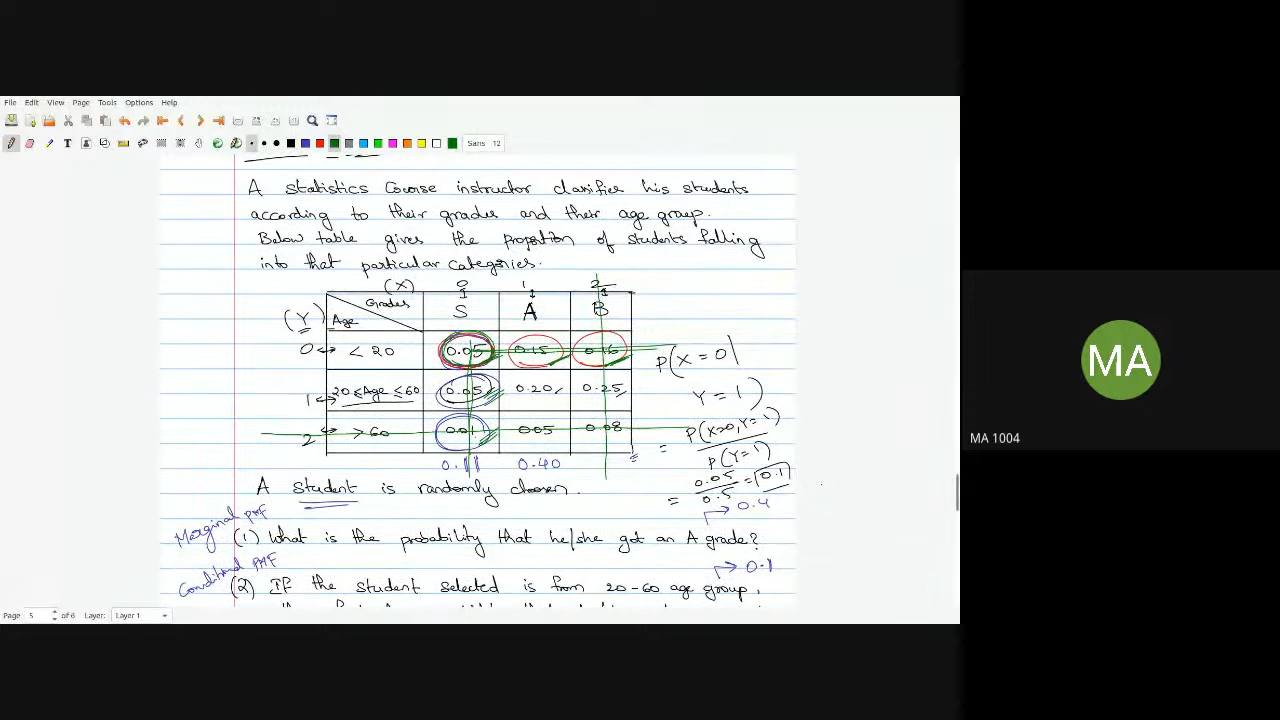 File Edit View Page Tools Options Help
Sans 12
A statistics Course instructor classifies his students
according to their grades and their age group.
Below table gives the proportion of students falling
into that particular categories.
(X) 0 1 2
Grades
(Y) Age S A B
0 ↔ < 20 0.05 0.15 0.16
1 ↔ 20 ≤ Age ≤ 60 0.05 0.20 0.25
2 ↔ > 60 0.01 0.05 0.08
0.11 0.40
P(X = 0 |
Y = 1)
= P(X=0, Y=1)
P(Y=1)
= 0.05
0.5
= 0.1
A student is randomly chosen.
→ 0.4
Marginal PMF
(1) What is the probability that he/she got an A grade?
→ 0.1
Conditional PMF
(2) If the student selected is from 20-60 age group,
MA
MA 1004
Page 5 of 6 Layer: Layer 1